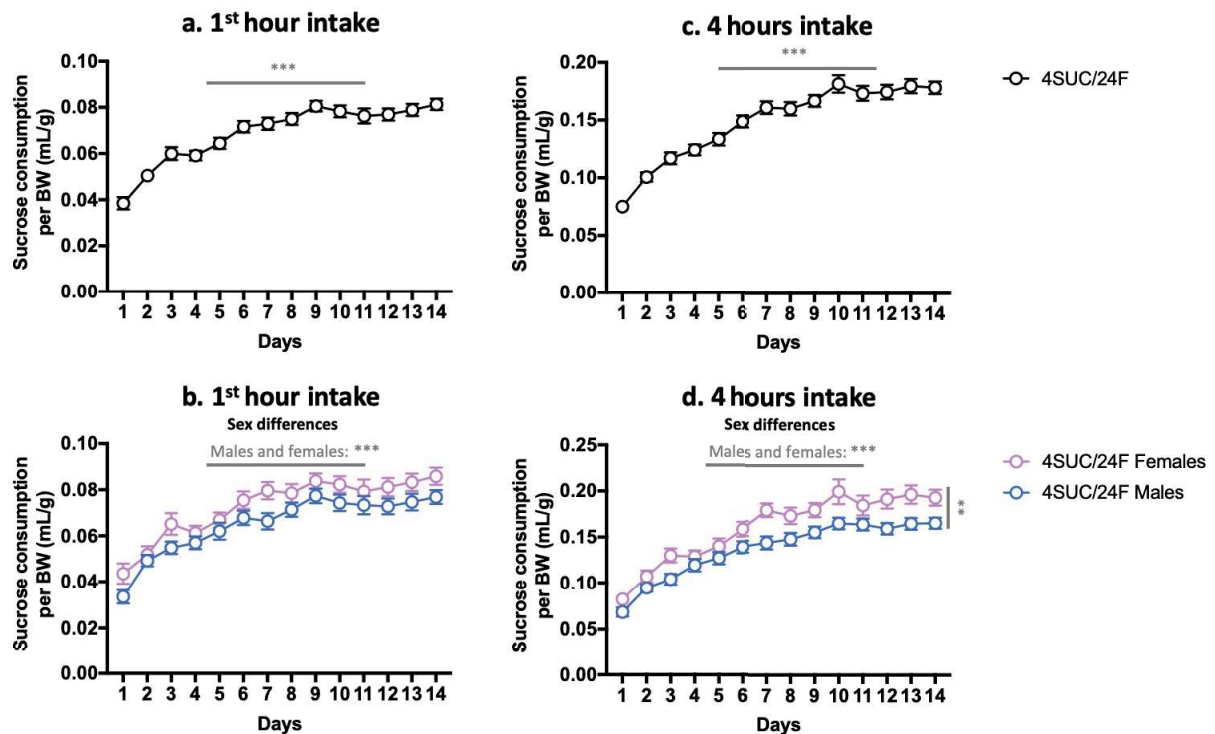 a. 1st hour intake
***
Sucrose consumption
per BW (mL/g)
0.10
0.08
0.06
0.04
0.02
0.00
1 2 3 4 5 6 7 8 9 10 11 12 13 14
Days
c. 4 hours intake
***
Sucrose consumption
per BW (mL/g)
0.20
0.15
0.10
0.05
0.00
1 2 3 4 5 6 7 8 9 10 11 12 13 14
Days
4SUC/24F
b. 1st hour intake
Sex differences
Males and females: ***
Sucrose consumption
per BW (mL/g)
0.10
0.08
0.06
0.04
0.02
0.00
1 2 3 4 5 6 7 8 9 10 11 12 13 14
Days
d. 4 hours intake
Sex differences
Males and females: ***
Sucrose consumption
per BW (mL/g)
0.25
0.20
0.15
0.10
0.05
0.00
1 2 3 4 5 6 7 8 9 10 11 12 13 14
Days
**
4SUC/24F Females
4SUC/24F Males